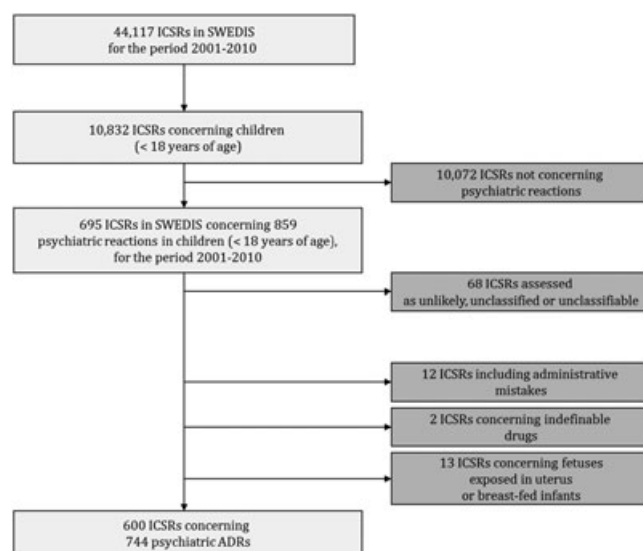 44,117 ICSRs in SWEDIS
for the period 2001-2010
10,832 ICSRs concerning children
(< 18 years of age)
10,072 ICSRs not concerning
psychiatric reactions
695 ICSRs in SWEDIS concerning 859
psychiatric reactions in children (< 18 years of age),
for the period 2001-2010
68 ICSRs assessed
as unlikely, unclassified or unclassifiable
12 ICSRs including administrative
mistakes
2 ICSRs concerning indefinable
drugs
13 ICSRs concerning fetuses
exposed in uterus
or breast-fed infants
600 ICSRs concerning
744 psychiatric ADRs